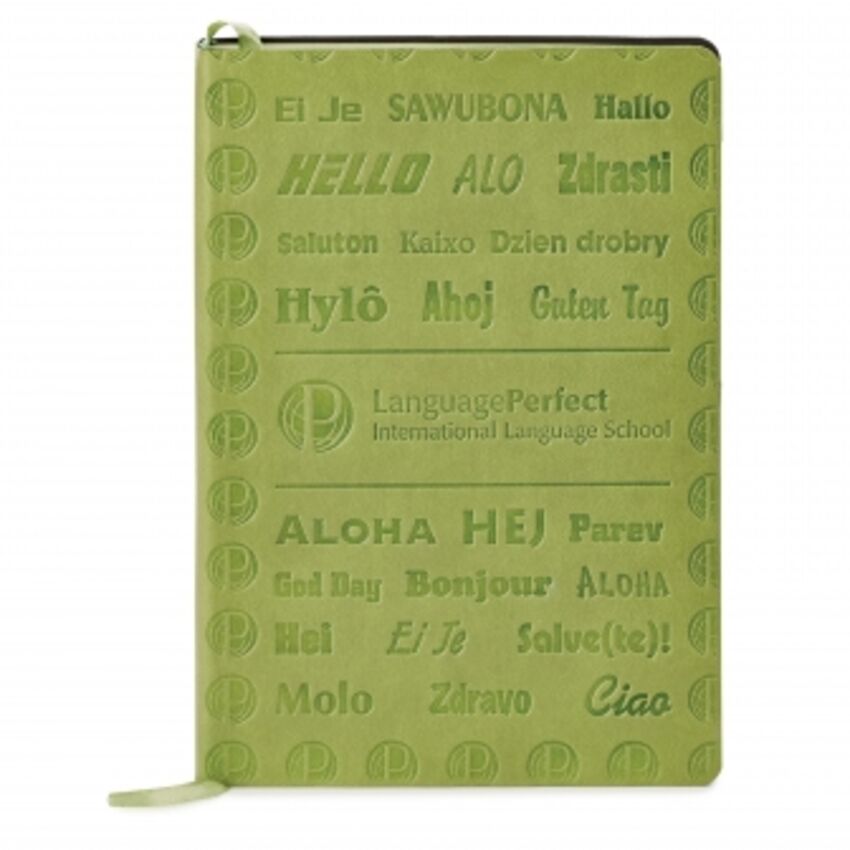 Ei Je SAWUBONA Hallo
HELLO ALO Zdrasti
Saluton Kaixo Dzien drobry
Hylô Ahoj Guten Tag
LanguagePerfect
International Language School
ALOHA HEJ Parev
God Day Bonjour ALOHA
Hei Ei Je Salve(te)!
Molo Zdravo Ciao